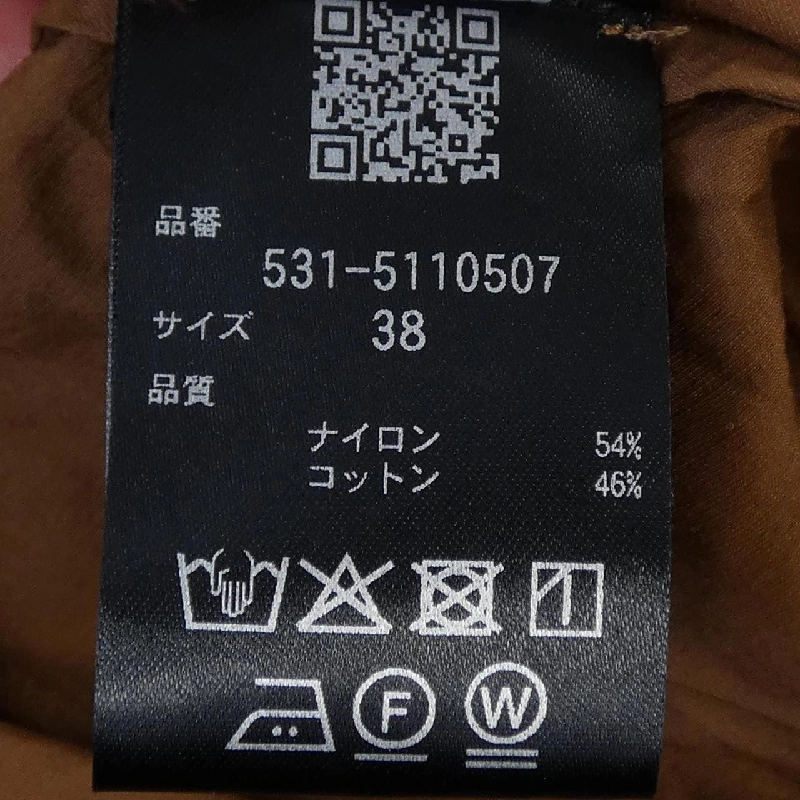 品番
531-5110507
サイズ 38
品質
ナイロン 54%
コットン 46%
F W